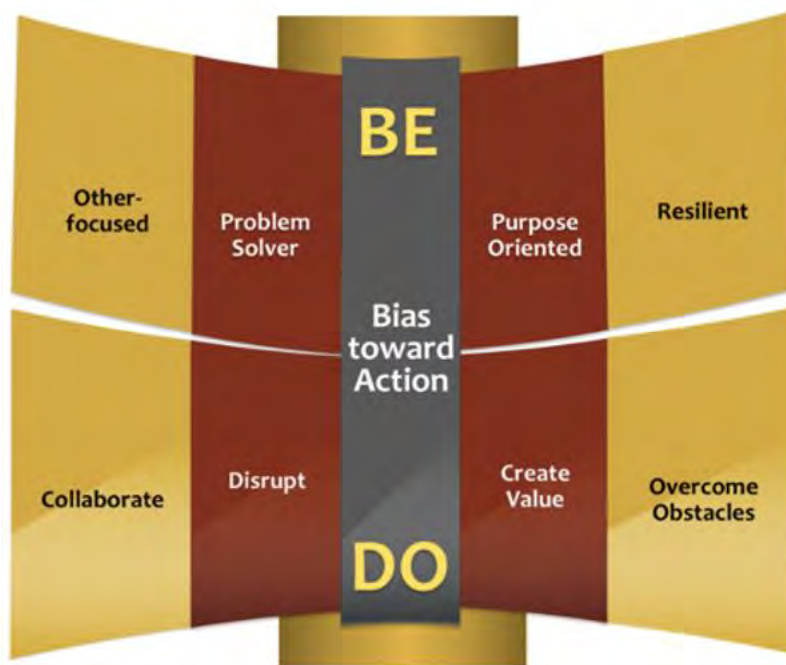 BE
Other-
focused
Problem
Solver
Purpose
Oriented
Resilient
Bias
toward
Action
Collaborate
Disrupt
Create
Value
Overcome
Obstacles
DO